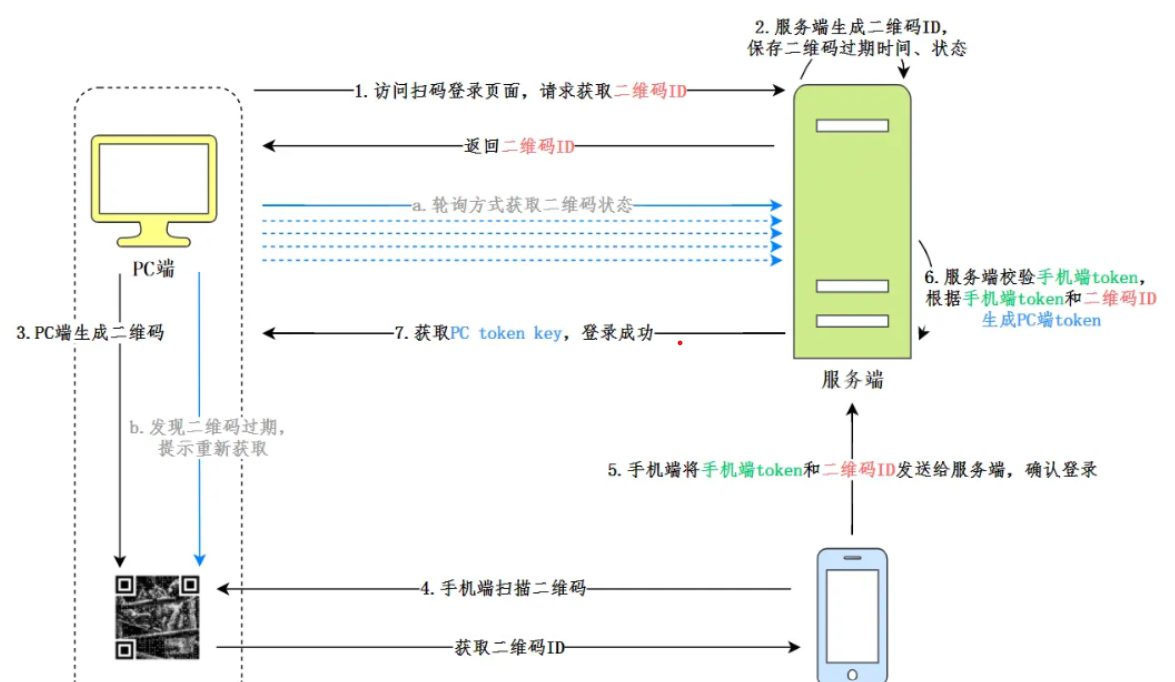 2.服务端生成二维码ID，
保存二维码过期时间、状态
1.访问扫码登录页面，请求获取二维码ID
返回二维码ID
a.轮询方式获取二维码状态
PC端
6.服务端校验手机端token，
根据手机端token和二维码ID
生成PC端token
3.PC端生成二维码
7.获取PC token key，登录成功
服务端
b.发现二维码过期，
提示重新获取
5.手机端将手机端token和二维码ID发送给服务端，确认登录
4.手机端扫描二维码
获取二维码ID